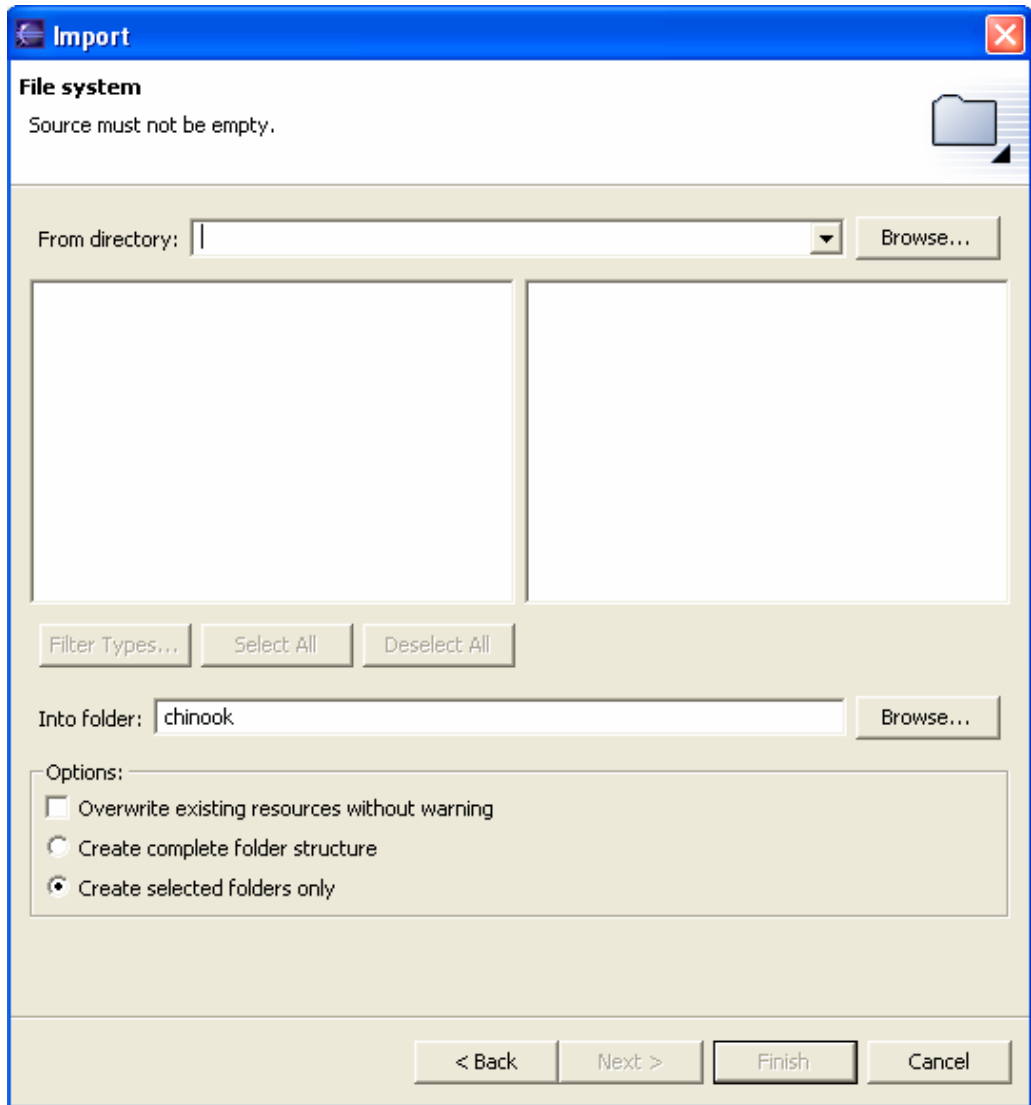 Import
File system
Source must not be empty.
From directory:
Browse...
Filter Types...
Select All
Deselect All
Into folder:
chinook
Browse...
Options:
Overwrite existing resources without warning
Create complete folder structure
Create selected folders only
< Back
Next >
Finish
Cancel